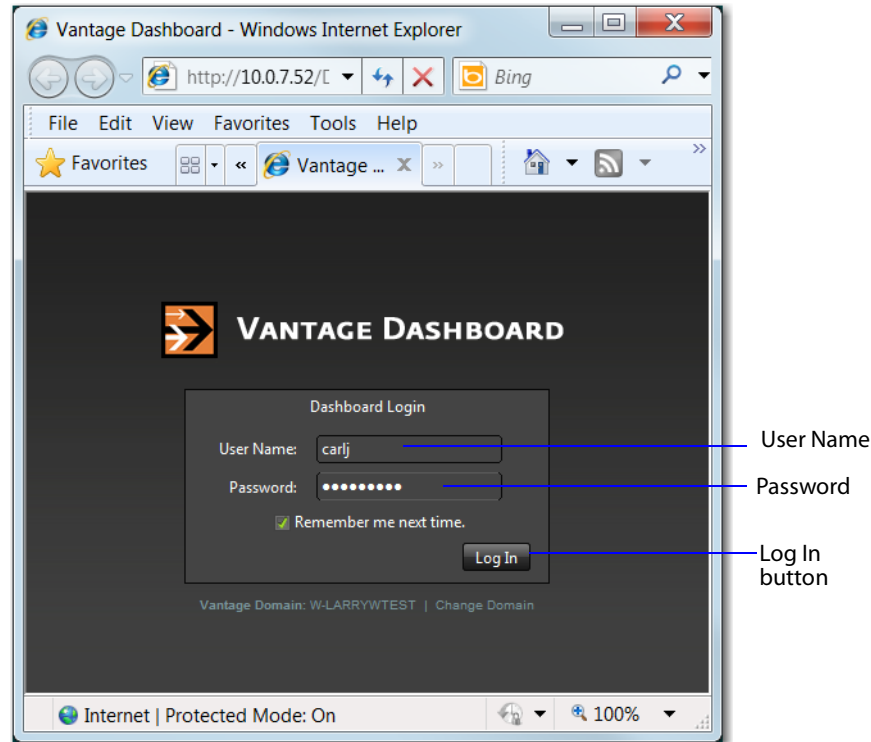 Vantage Dashboard - Windows Internet Explorer
http://10.0.7.52/D Bing
File Edit View Favorites Tools Help
Favorites « Vantage ... x » »
VANTAGE DASHBOARD
Dashboard Login
User Name: carlj
User Name
Password: •••••••••
Password
Remember me next time.
Log In
Log In
button
Vantage Domain: W-LARRYWTEST | Change Domain
Internet | Protected Mode: On 100%